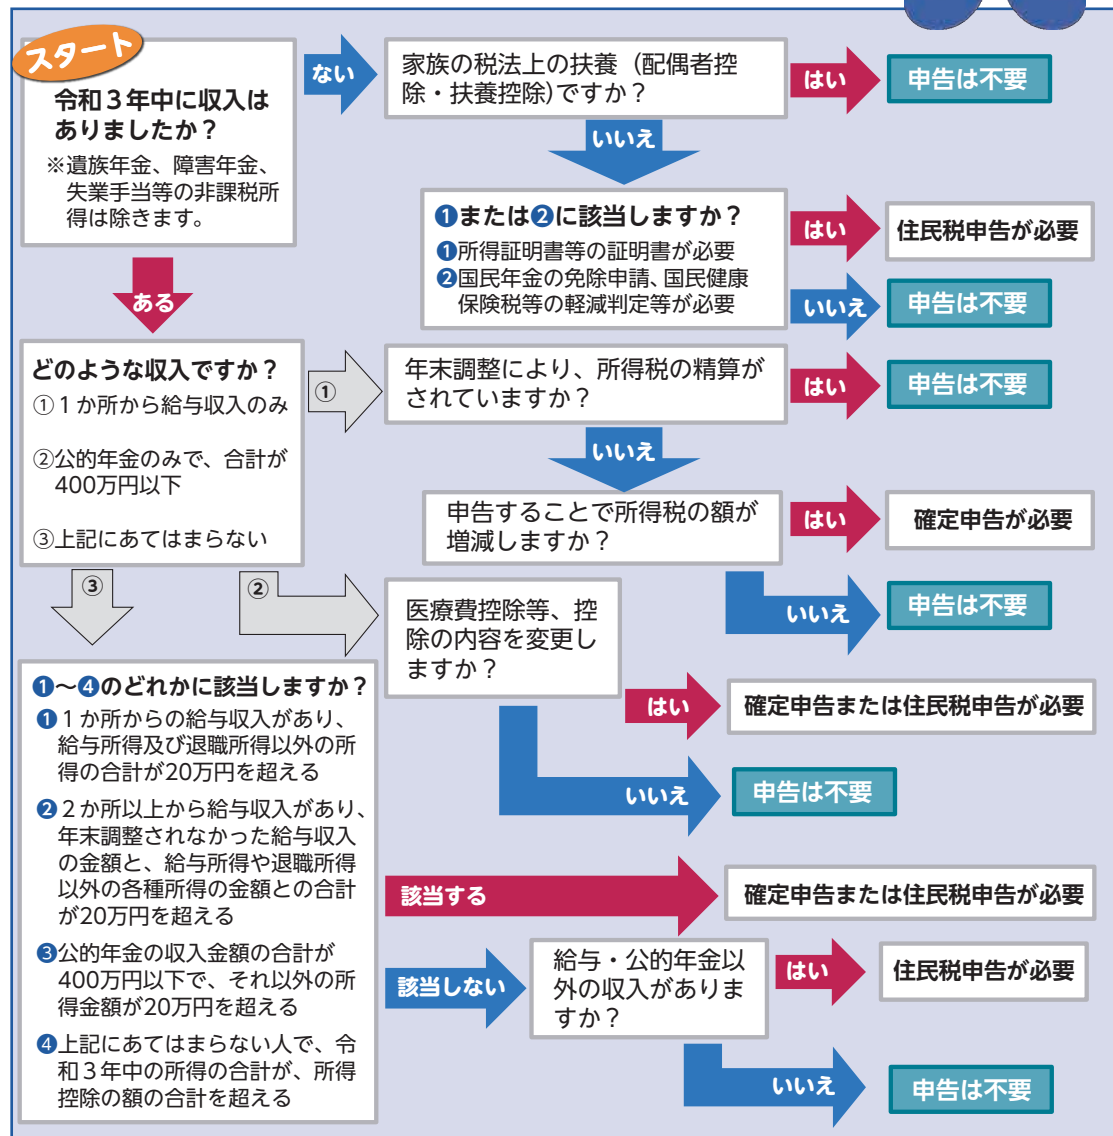 スタート
令和３年中に収入は
ありましたか？
※遺族年金、障害年金、
失業手当等の非課税所
得は除きます。
ない
家族の税法上の扶養（配偶者控
除・扶養控除)ですか？
はい
申告は不要
いいえ
❶または❷に該当しますか？
❶所得証明書等の証明書が必要
❷国民年金の免除申請、国民健康
保険税等の軽減判定等が必要
はい
住民税申告が必要
いいえ
申告は不要
ある
どのような収入ですか？
①１か所から給与収入のみ
②公的年金のみで、合計が
400万円以下
③上記にあてはまらない
①
年末調整により、所得税の精算が
されていますか？
はい
申告は不要
いいえ
申告することで所得税の額が
増減しますか？
はい
確定申告が必要
いいえ
申告は不要
②
医療費控除等、控
除の内容を変更し
ますか？
はい
確定申告または住民税申告が必要
いいえ
申告は不要
③
❶～❹のどれかに該当しますか？
❶１か所からの給与収入があり、
給与所得及び退職所得以外の所
得の合計が20万円を超える
❷２か所以上から給与収入があり、
年末調整されなかった給与収入
の金額と、給与所得や退職所得
以外の各種所得の金額との合計
が20万円を超える
❸公的年金の収入金額の合計が
400万円以下で、それ以外の所
得金額が20万円を超える
❹上記にあてはまらない人で、令
和３年中の所得の合計が、所得
控除の額の合計を超える
該当する
確定申告または住民税申告が必要
該当しない
給与・公的年金以
外の収入がありま
すか？
はい
住民税申告が必要
いいえ
申告は不要